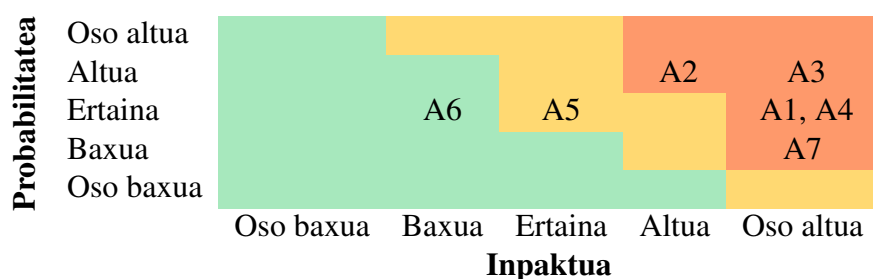 Probabilitatea
Oso altua
Altua A2 A3
Ertaina A6 A5 A1, A4
Baxua A7
Oso baxua
Oso baxua Baxua Ertaina Altua Oso altua
Inpaktua